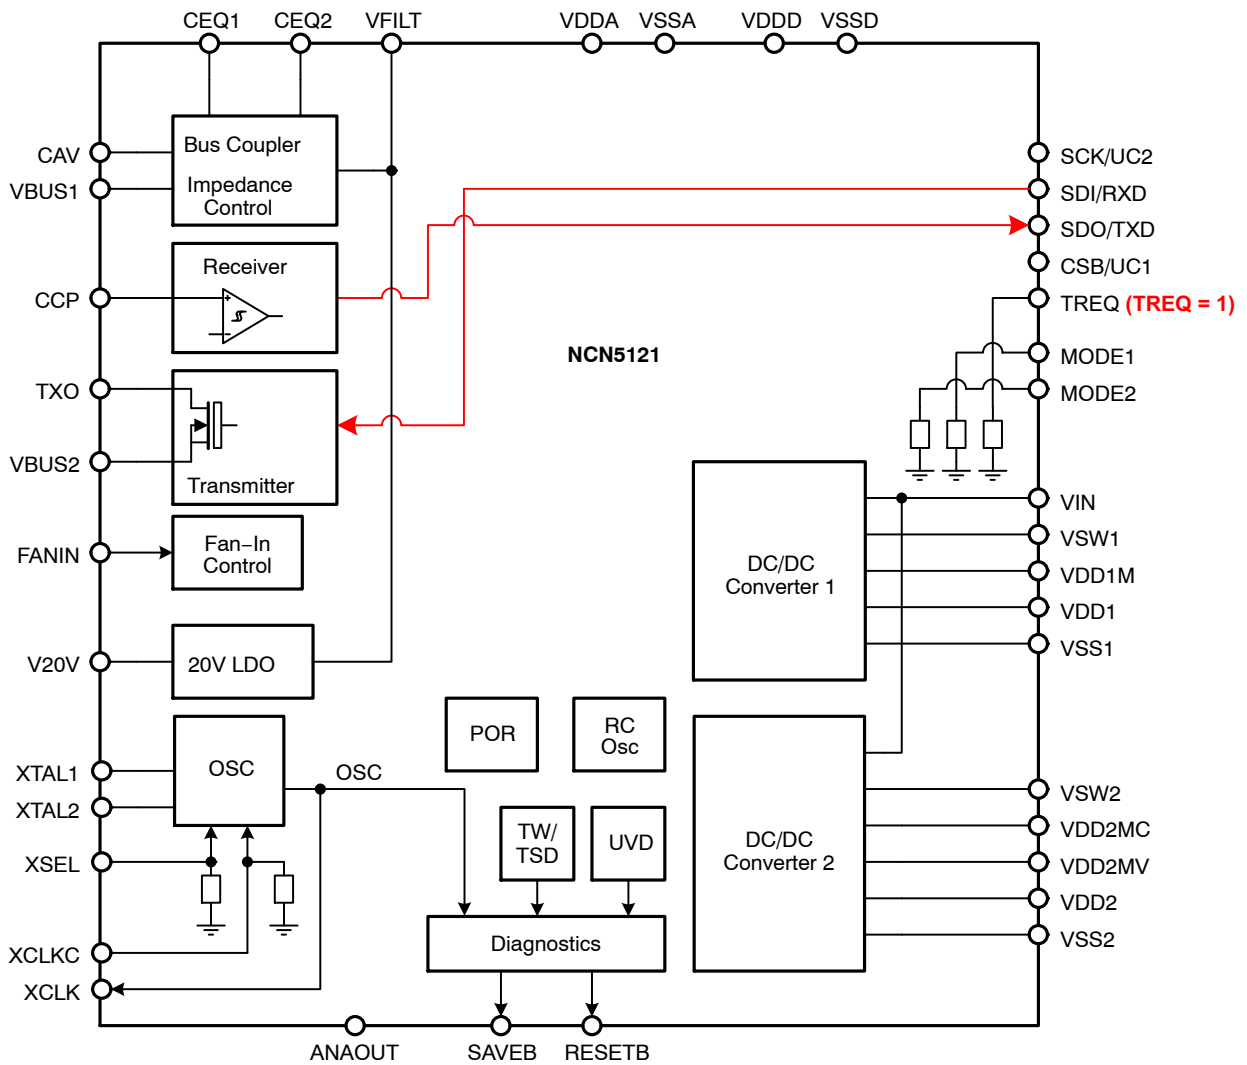 CEQ1 CEQ2 VFILT VDDA VSSA VDDD VSSD
CAV
VBUS1
Bus Coupler
Impedance
Control
SCK/UC2
SDI/RXD
SDO/TXD
CSB/UC1
TREQ (TREQ = 1)
MODE1
MODE2
CCP
Receiver
+
−
NCN5121
TXO
VBUS2
Transmitter
FANIN
Fan−In
Control
DC/DC
Converter 1
VIN
VSW1
VDD1M
VDD1
VSS1
V20V
20V LDO
POR
RC
Osc
XTAL1
XTAL2
OSC
OSC
XSEL
TW/
TSD
UVD
DC/DC
Converter 2
VSW2
VDD2MC
VDD2MV
VDD2
VSS2
XCLKC
XCLK
Diagnostics
ANAOUT SAVEB RESETB